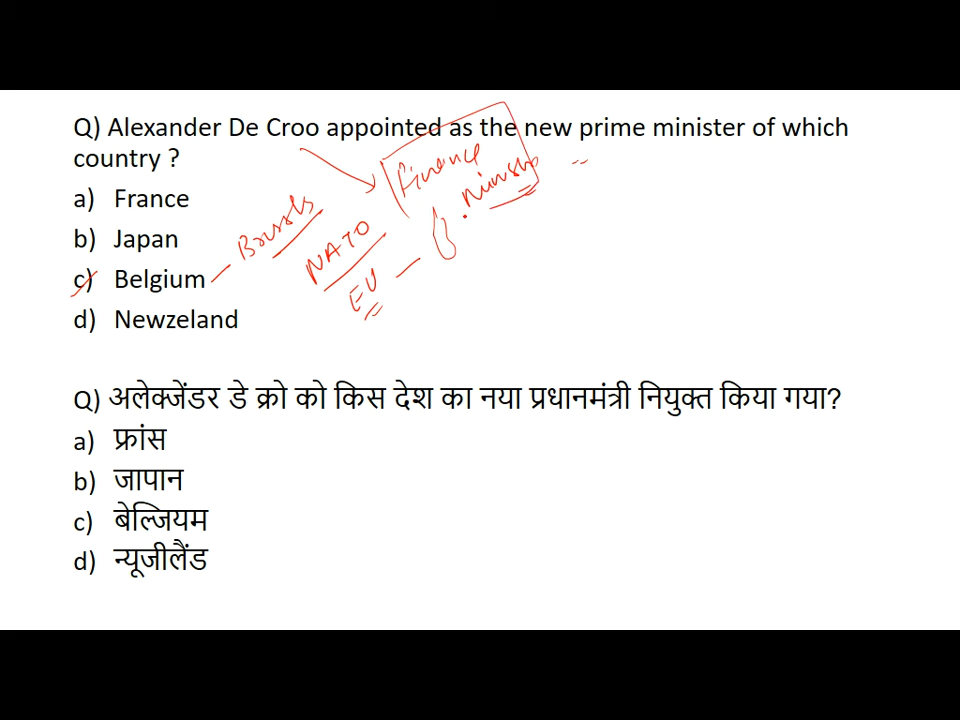 Q) Alexander De Croo appointed as the new prime minister of which
country ?
a) France
b) Japan
c) Belgium
d) Newzeland
Finance
Brussels
NATO
EU
Q) अलेक्जेंडर डे क्रो को किस देश का नया प्रधानमंत्री नियुक्त किया गया?
a) फ्रांस
b) जापान
c) बेल्जियम
d) न्यूजीलैंड